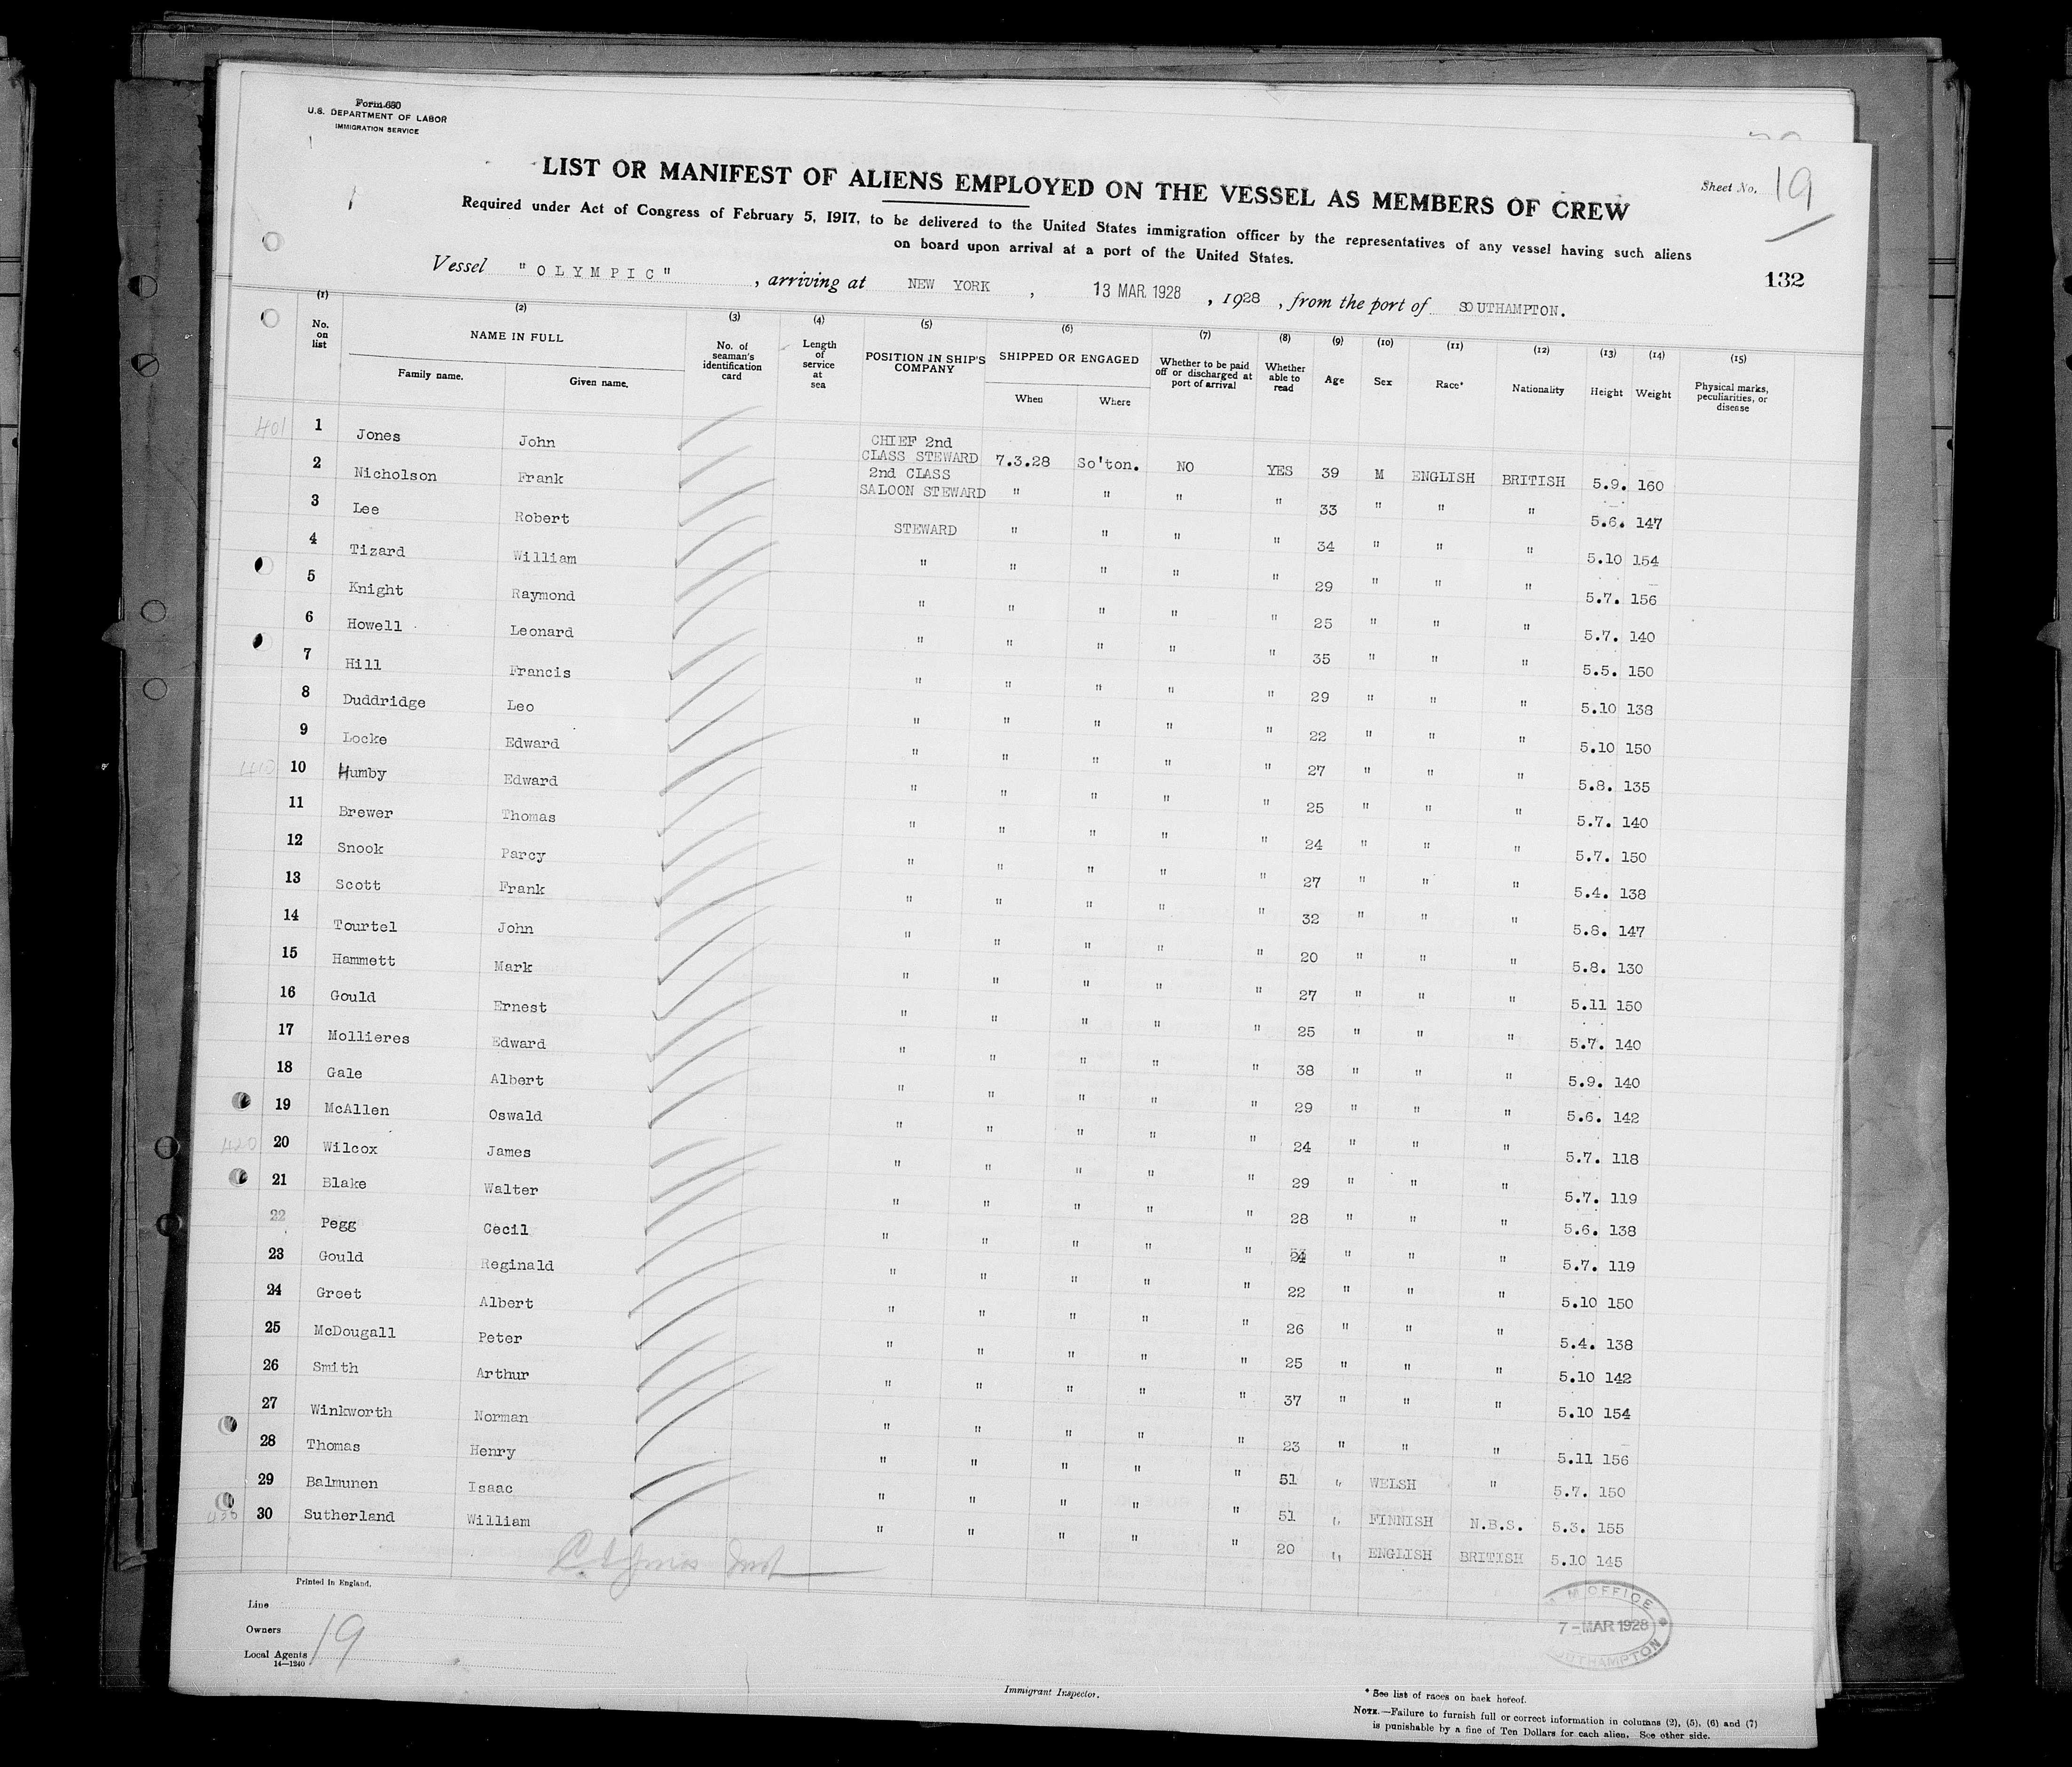 Form 680
U.S. DEPARTMENT OF LABOR
IMMIGRATION SERVICE
Sheet No. 19
LIST OR MANIFEST OF ALIENS EMPLOYED ON THE VESSEL AS MEMBERS OF CREW
Required under Act of Congress of February 5, 1917, to be delivered to the United States immigration officer by the representatives of any vessel having such aliens
on board upon arrival at a port of the United States.
132
Vessel "OLYMPIC", arriving at NEW YORK, 13 MAR. 1928, 1928, from the port of SOUTHAMPTON.
(1) (2) (3) (4) (5) (6) (7) (8) (9) (10) (11) (12) (13) (14) (15)
No. on list NAME IN FULL Family name. Given name. No. of seaman's identification card Length of service at sea POSITION IN SHIP'S COMPANY SHIPPED OR ENGAGED When Where Whether to be paid off or discharged at port of arrival Whether able to read Age Sex Race* Nationality Height Weight Physical marks, peculiarities, or disease
401 1 Jones John CHIEF 2nd CLASS STEWARD 7.3.28 So'ton. NO YES 39 M ENGLISH BRITISH 5.9. 160
2 Nicholson Frank 2nd CLASS SALOON STEWARD " " " " 33 " " " 5.6. 147
3 Lee Robert STEWARD " " " " 34 " " " 5.10 154
4 Tizard William " " " " " 29 " " " 5.7. 156
5 Knight Raymond " " " " " 25 " " " 5.7. 140
6 Howell Leonard " " " " " 35 " " " 5.5. 150
7 Hill Francis " " " " " 29 " " " 5.10 138
8 Duddridge Leo " " " " " 22 " " " 5.10 150
9 Locke Edward " " " " " 27 " " " 5.8. 135
410 10 Humby Edward " " " " " 25 " " " 5.7. 140
11 Brewer Thomas " " " " " 24 " " " 5.7. 150
12 Snook Parcy " " " " " 27 " " " 5.4. 138
13 Scott Frank " " " " " 32 " " " 5.8. 147
14 Tourtel John " " " " " 20 " " " 5.8. 130
15 Hammett Mark " " " " " 27 " " " 5.11 150
16 Gould Ernest " " " " " 25 " " " 5.7. 140
17 Mollieres Edward " " " " " 38 " " " 5.9. 140
18 Gale Albert " " " " " 29 " " " 5.6. 142
19 McAllen Oswald " " " " " 24 " " " 5.7. 118
420 20 Wilcox James " " " " " 29 " " " 5.7. 119
21 Blake Walter " " " " " 28 " " " 5.6. 138
22 Pegg Cecil " " " " " 24 " " " 5.7. 119
23 Gould Reginald " " " " " 22 " " " 5.10 150
24 Greet Albert " " " " " 26 " " " 5.4. 138
25 McDougall Peter " " " " " 25 " " " 5.10 142
26 Smith Arthur " " " " " 37 " " " 5.10 154
27 Winkworth Norman " " " " " 23 " " " 5.11 156
28 Thomas Henry " " " " " 51 " WELSH " 5.7. 150
29 Balmunen Isaac " " " " " 51 " FINNISH N.B.S. 5.3. 155
430 30 Sutherland William " " " " " 20 " ENGLISH BRITISH 5.10 145
Printed in England.
Line
Owners
Local Agents
14—1240
19
M M OFFICE
7-MAR 1928
SOUTHAMPTON
Immigrant Inspector.
* See list of races on back hereof.
NOTE.—Failure to furnish full or correct information in columns (2), (5), (6) and (7)
is punishable by a fine of Ten Dollars for each alien. See other side.